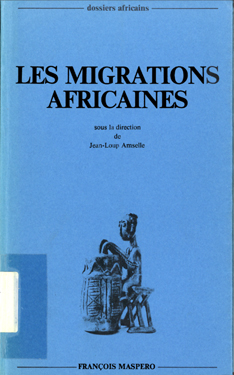 dossiers africains
LES MIGRATIONS
AFRICAINES
sous la direction
de
Jean-Loup Amselle
FRANÇOIS MASPERO